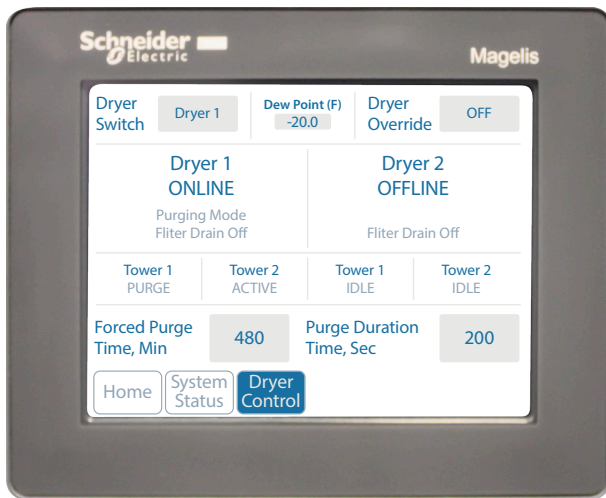 Schneider
Electric
Magelis
Dryer Switch Dryer 1 Dew Point (F) -20.0 Dryer Override OFF
Dryer 1 Dryer 2
ONLINE OFFLINE
Purging Mode
Fliter Drain Off Fliter Drain Off
Tower 1 Tower 2 Tower 1 Tower 2
PURGE ACTIVE IDLE IDLE
Forced Purge Time, Min 480 Purge Duration Time, Sec 200
Home System Status Dryer Control